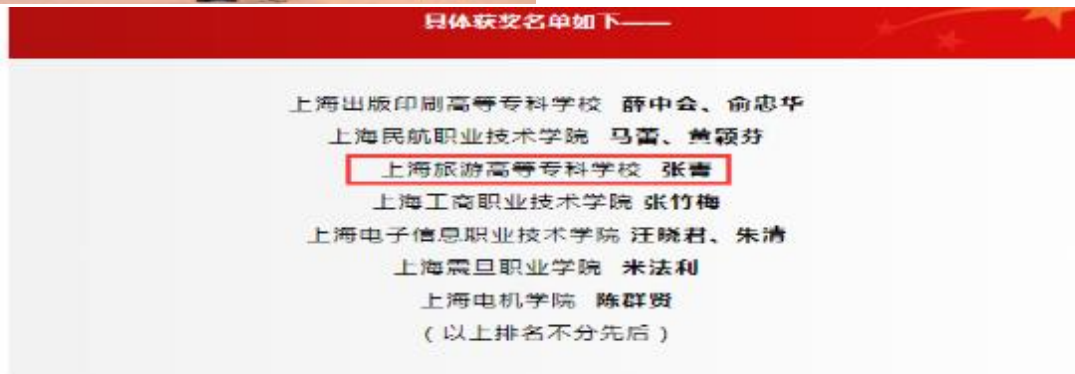 具体获奖名单如下——
上海出版印刷高等专科学校 薛中会、俞忠华
上海民航职业技术学院 马蕾、黄颖芬
上海旅游高等专科学校 张青
上海工商职业技术学院 张竹梅
上海电子信息职业技术学院 汪晓君、朱清
上海震旦职业学院 米法利
上海电机学院 陈群贤
（以上排名不分先后）